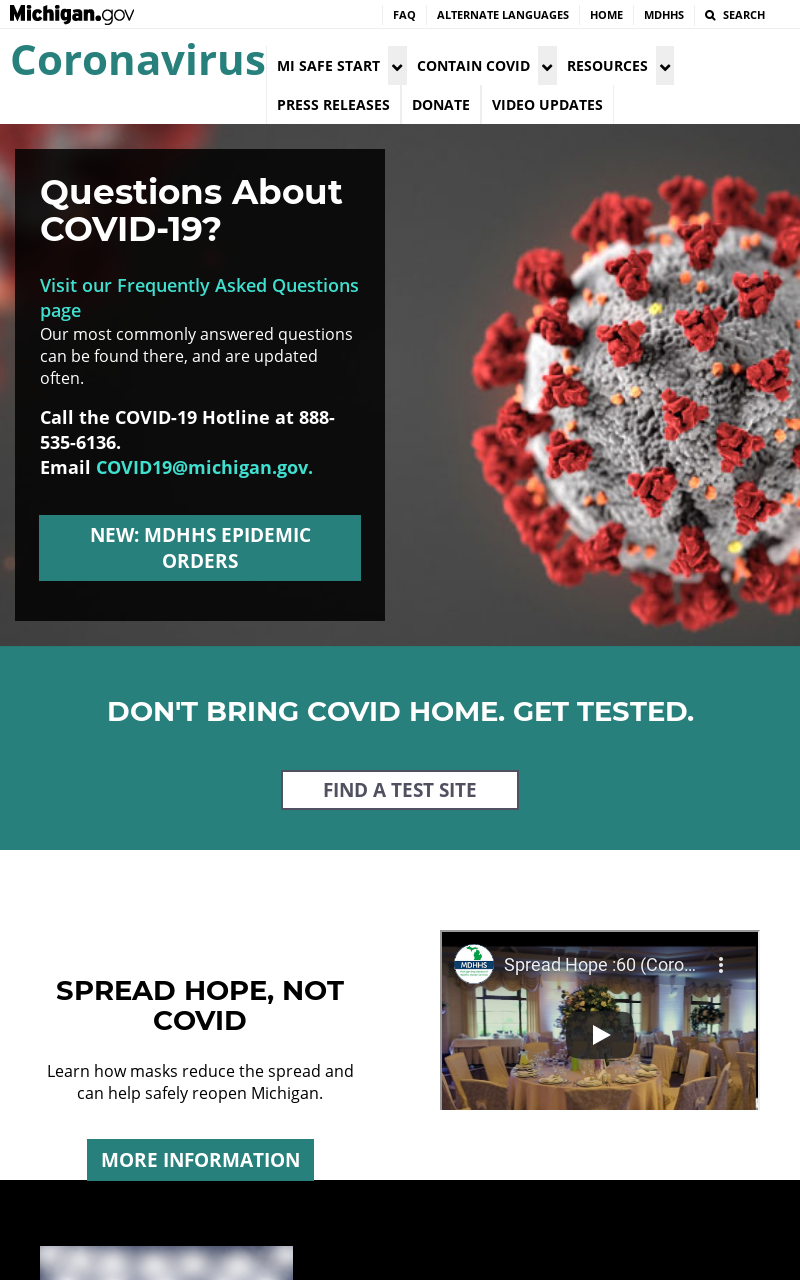 Michigan.gov
FAQ
ALTERNATE LANGUAGES
HOME
MDHHS
SEARCH
Coronavirus
MI SAFE START
CONTAIN COVID
RESOURCES
PRESS RELEASES
DONATE
VIDEO UPDATES
Questions About
COVID-19?
Visit our Frequently Asked Questions
page
Our most commonly answered questions
can be found there, and are updated
often.
Call the COVID-19 Hotline at 888-
535-6136.
Email COVID19@michigan.gov.
NEW: MDHHS EPIDEMIC
ORDERS
DON'T BRING COVID HOME. GET TESTED.
FIND A TEST SITE
SPREAD HOPE, NOT
COVID
Learn how masks reduce the spread and
can help safely reopen Michigan.
MORE INFORMATION
MDHHS
Spread Hope :60 (Coro...